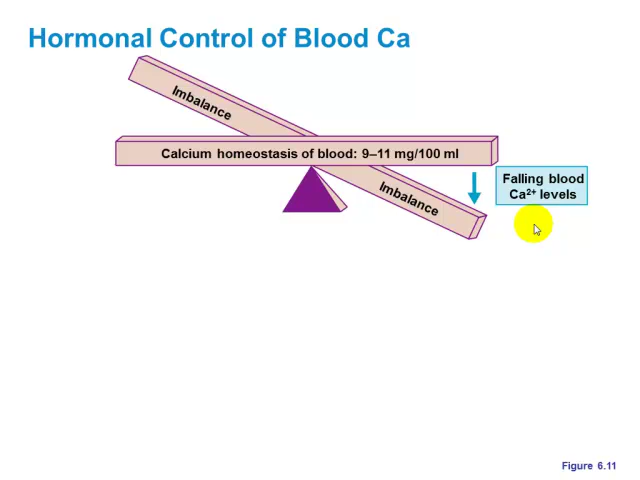 Hormonal Control of Blood Ca
Imbalance
Calcium homeostasis of blood: 9–11 mg/100 ml
Falling blood
Ca²⁺ levels
Imbalance
Figure 6.11